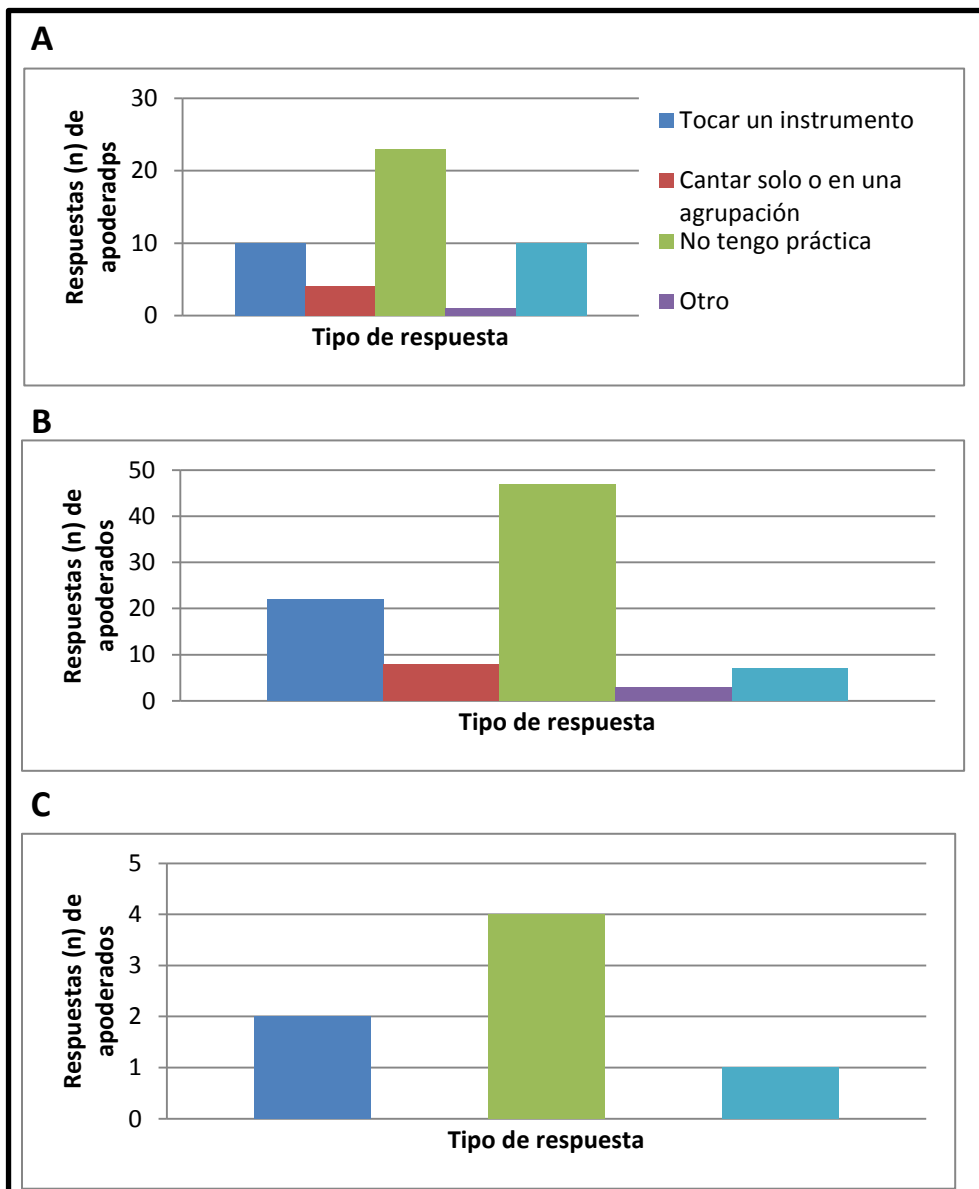 A
30
20
10
0
Respuestas (n) de
apoderadps
Tipo de respuesta
Tocar un instrumento
Cantar solo o en una
agrupación
No tengo práctica
Otro
B
50
40
30
20
10
0
Respuestas (n) de
apoderados
Tipo de respuesta
C
5
4
3
2
1
0
Respuestas (n) de
apoderados
Tipo de respuesta